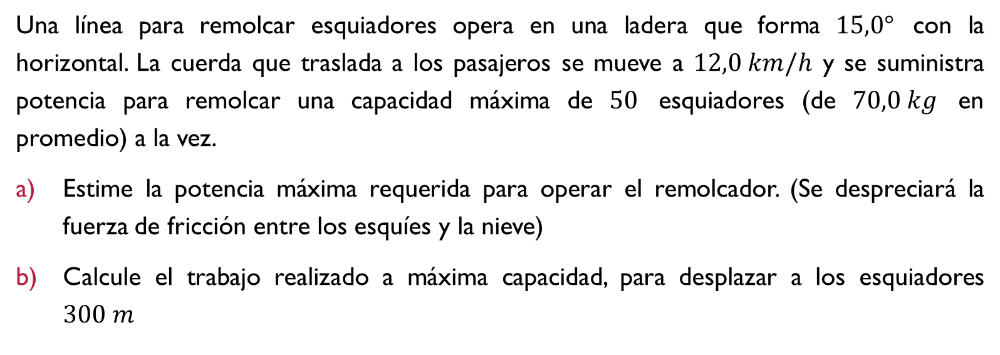 Una línea para remolcar esquiadores opera en una ladera que forma 15,0° con la
horizontal. La cuerda que traslada a los pasajeros se mueve a 12,0 km/h y se suministra
potencia para remolcar una capacidad máxima de 50 esquiadores (de 70,0 kg en
promedio) a la vez.
a) Estime la potencia máxima requerida para operar el remolcador. (Se despreciará la
fuerza de fricción entre los esquíes y la nieve)
b) Calcule el trabajo realizado a máxima capacidad, para desplazar a los esquiadores
300 m